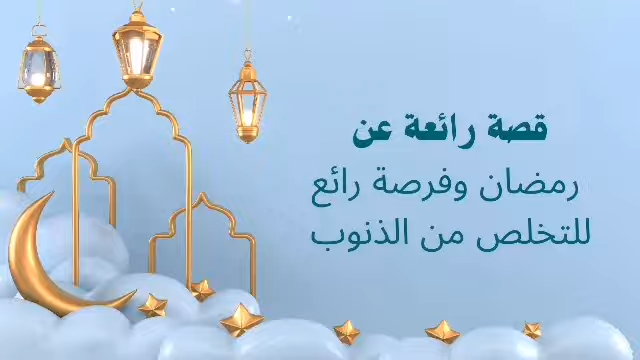 قصة رائعة عن
رمضان وفرصة رائع
للتخلص من الذنوب